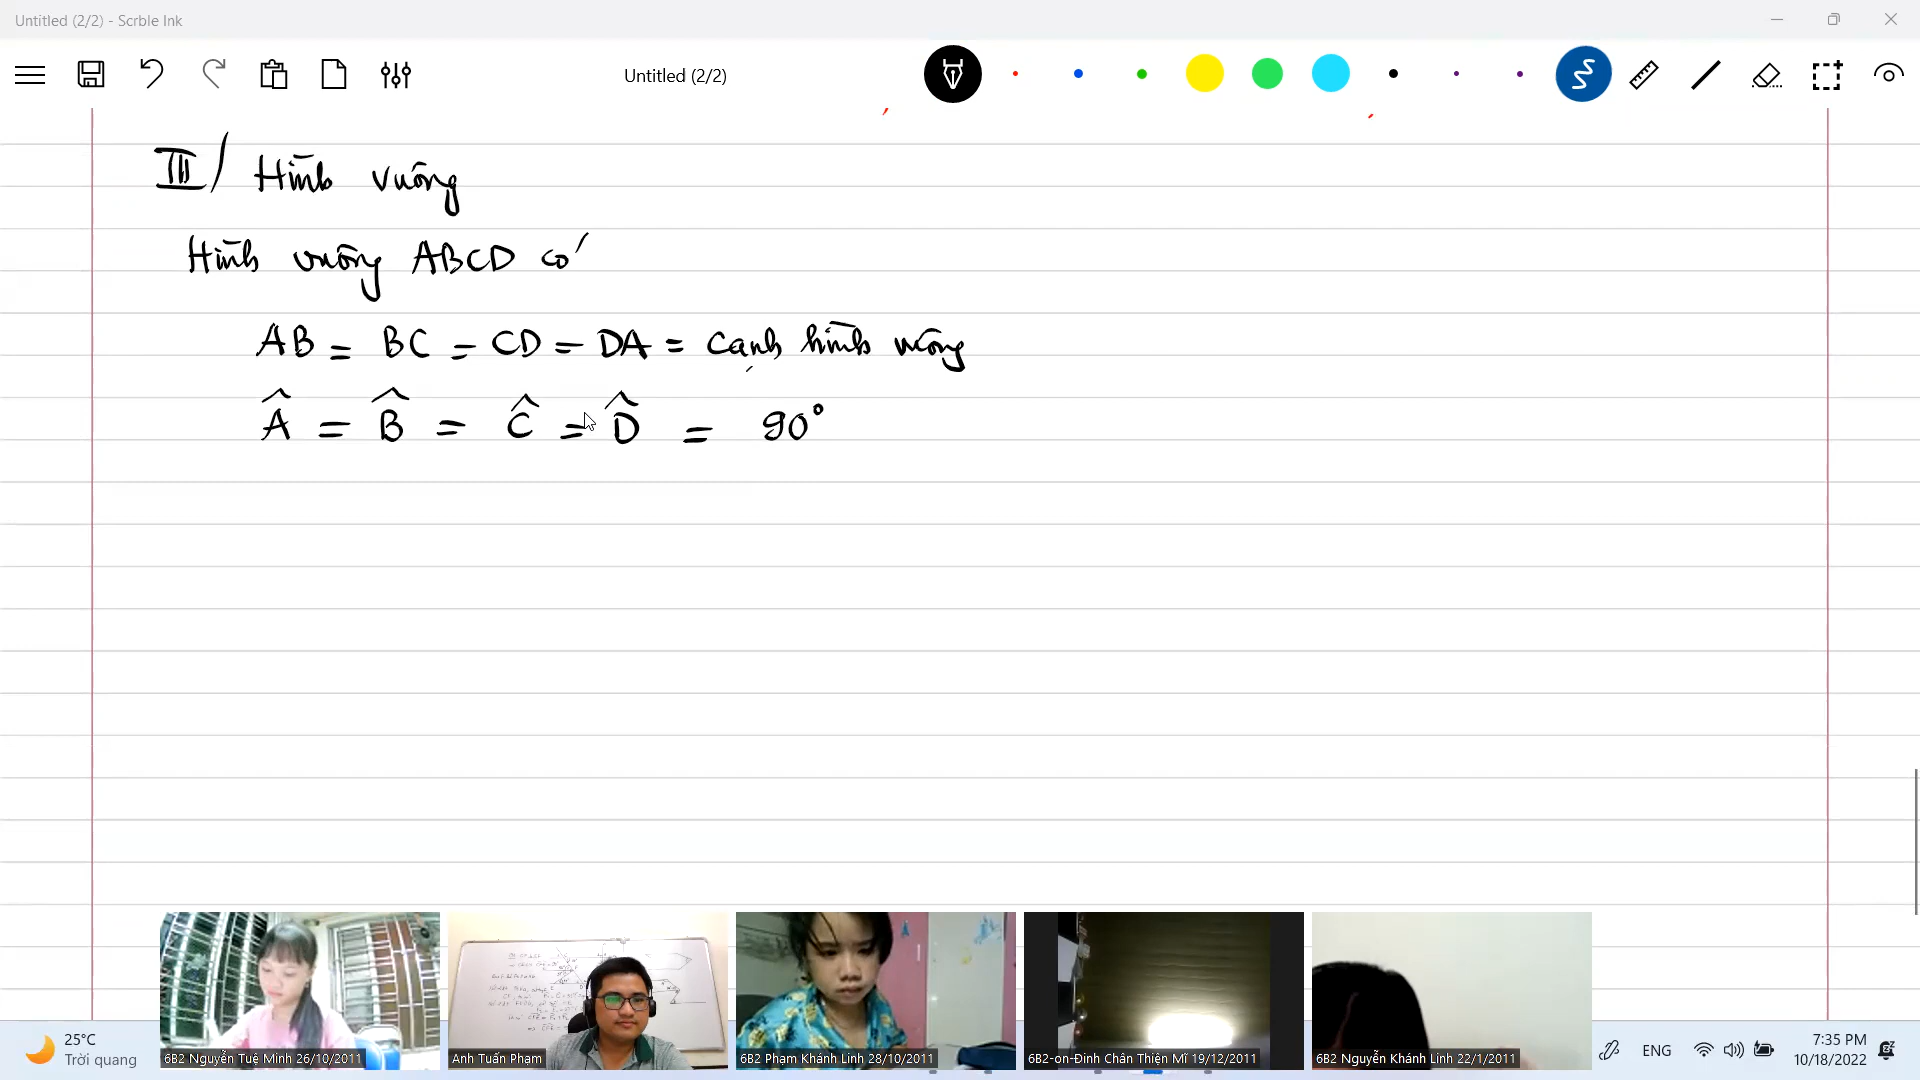 Untitled (2/2) - Scrble Ink
Untitled (2/2)
III/ Hình vuông
Hình vuông ABCD có
AB = BC = CD = DA = cạnh hình vuông
Â = B̂ = Ĉ = D̂ = 90°
25°C
Trời quang
6B2 Nguyễn Tuệ Minh 26/10/2011
Anh Tuấn Phạm
6B2 Phạm Khánh Linh 28/10/2011
6B2-on-Đinh Chân Thiện Mĩ 19/12/2011
6B2 Nguyễn Khánh Linh 22/1/2011
ENG
7:35 PM
10/18/2022